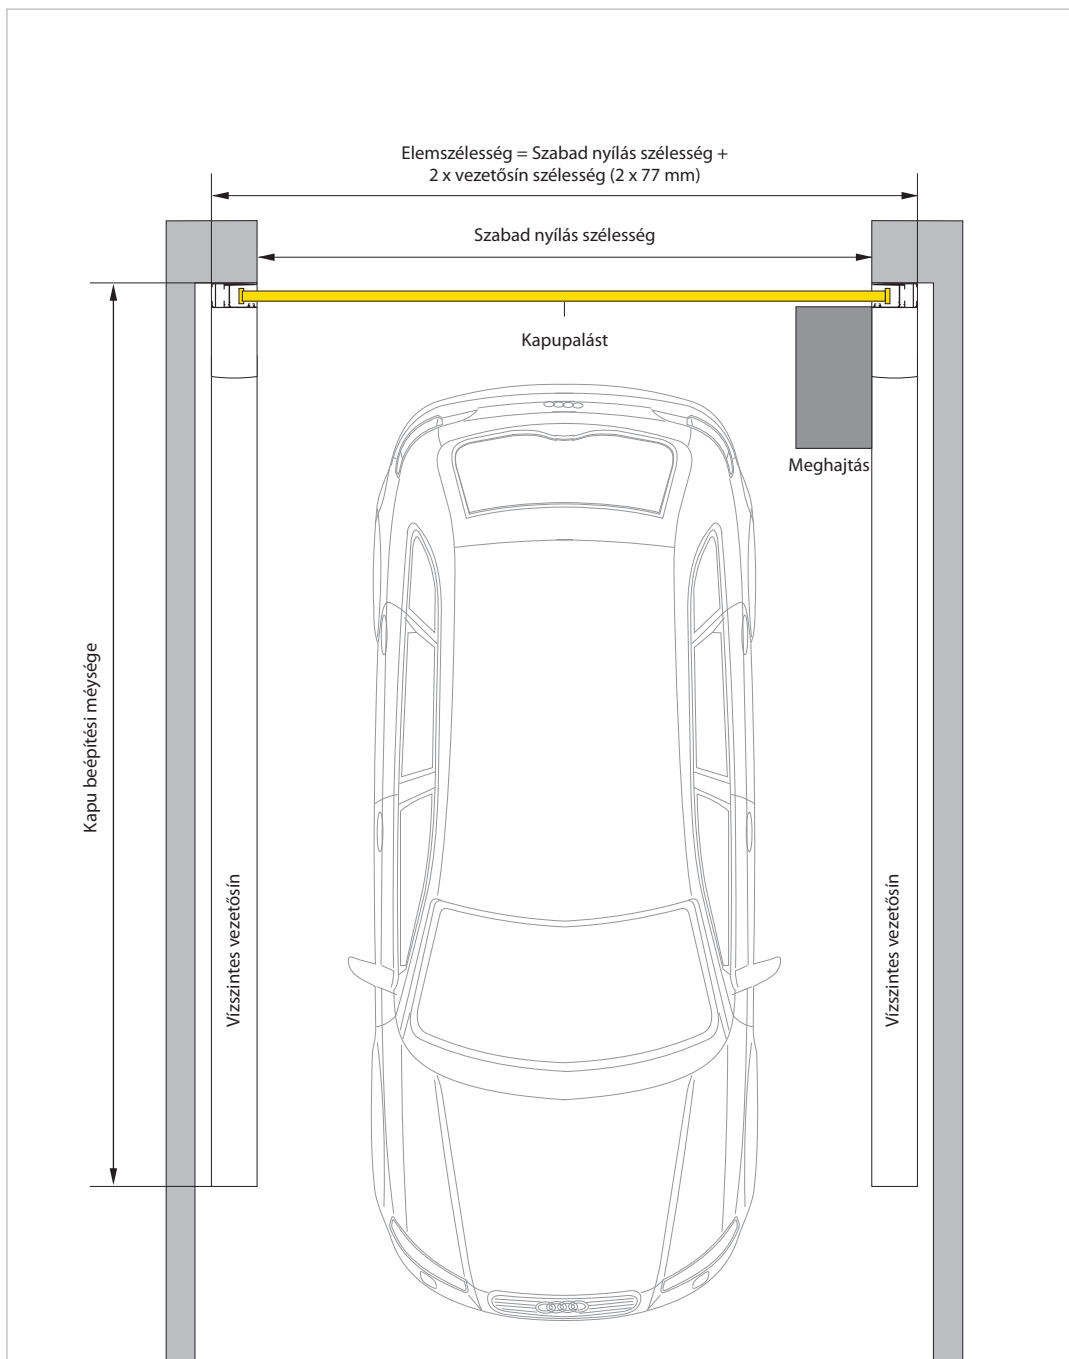 Elemszélesség = Szabad nyílás szélesség +
2 x vezetősín szélesség (2 x 77 mm)
Szabad nyílás szélesség
Kapupalást
Meghajtás
Kapu beépítési méysége
Vízszintes vezetősín
Vízszintes vezetősín